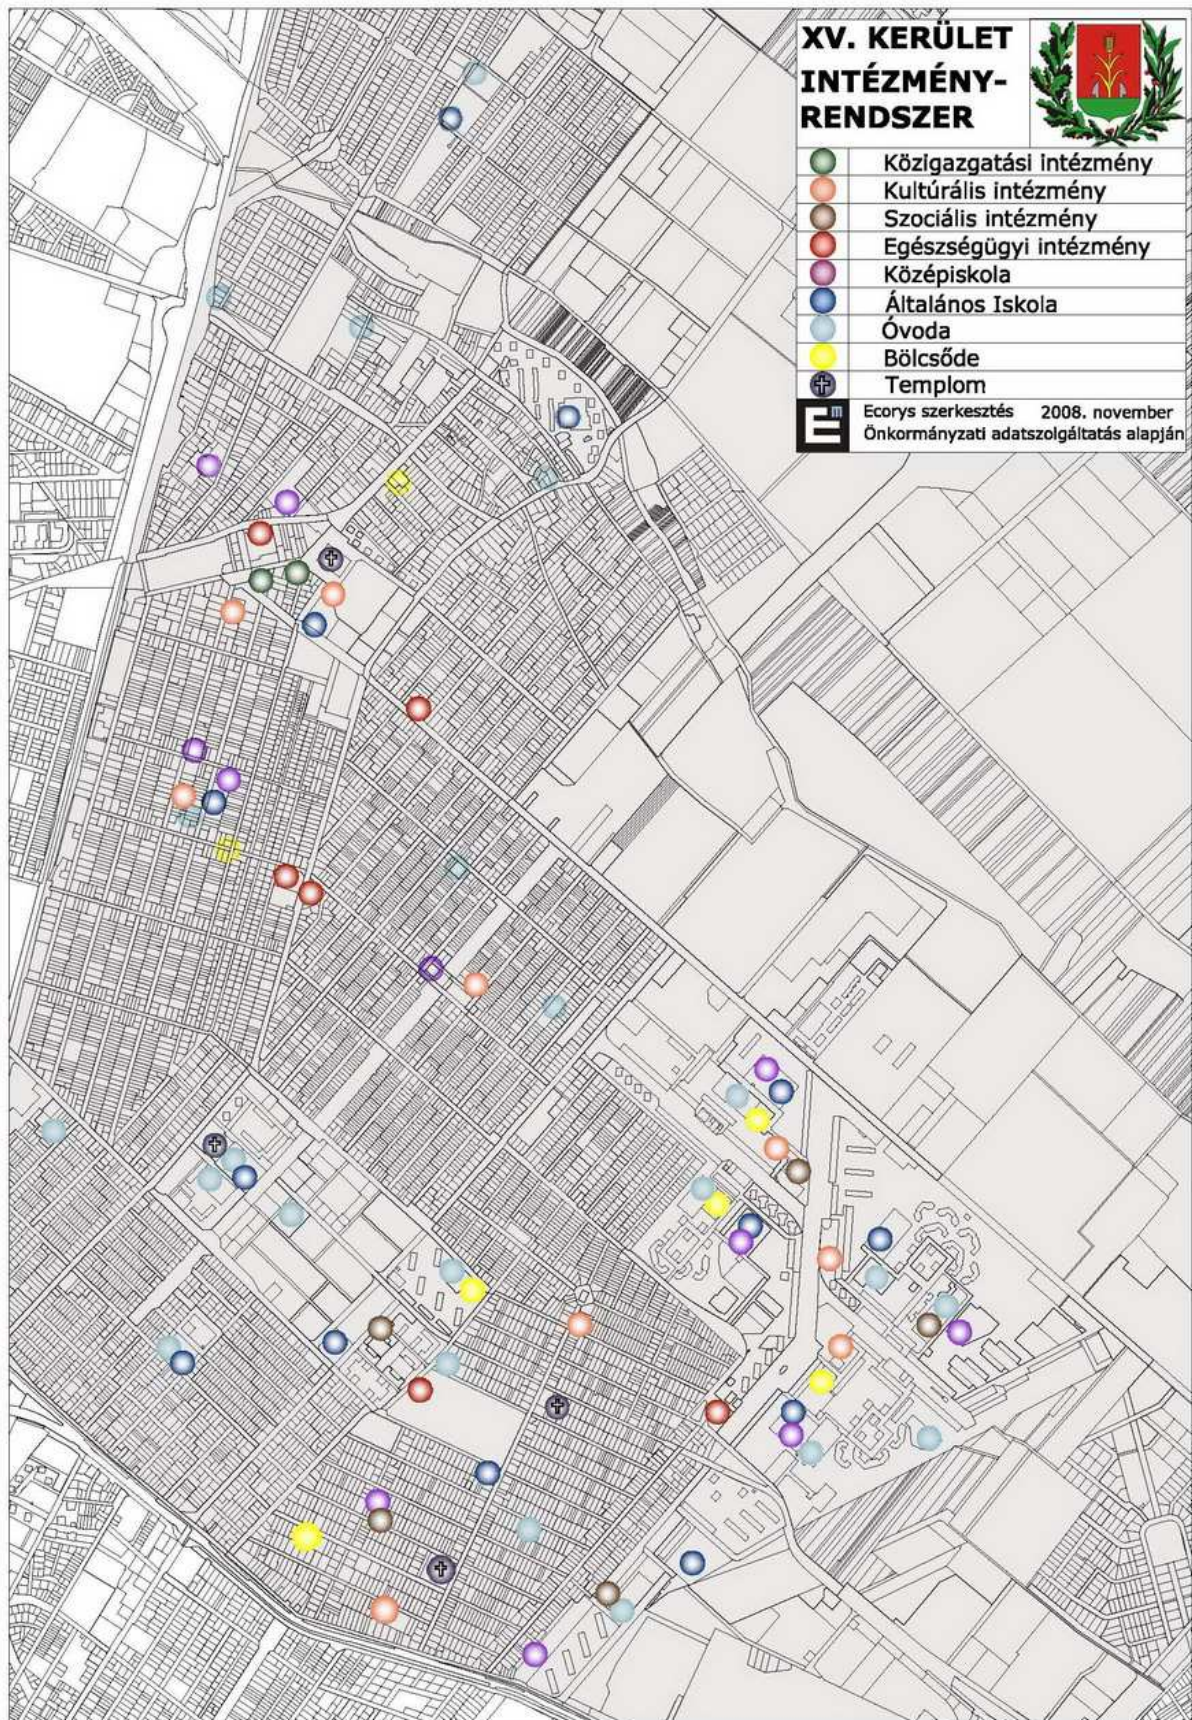 XV. KERÜLET
INTÉZMÉNY-
RENDSZER
Közigazgatási intézmény
Kultúrális intézmény
Szociális intézmény
Egészségügyi intézmény
Középiskola
Általános Iskola
Óvoda
Bölcsőde
Templom
Ecorys szerkesztés 2008. november
Önkormányzati adatszolgáltatás alapján